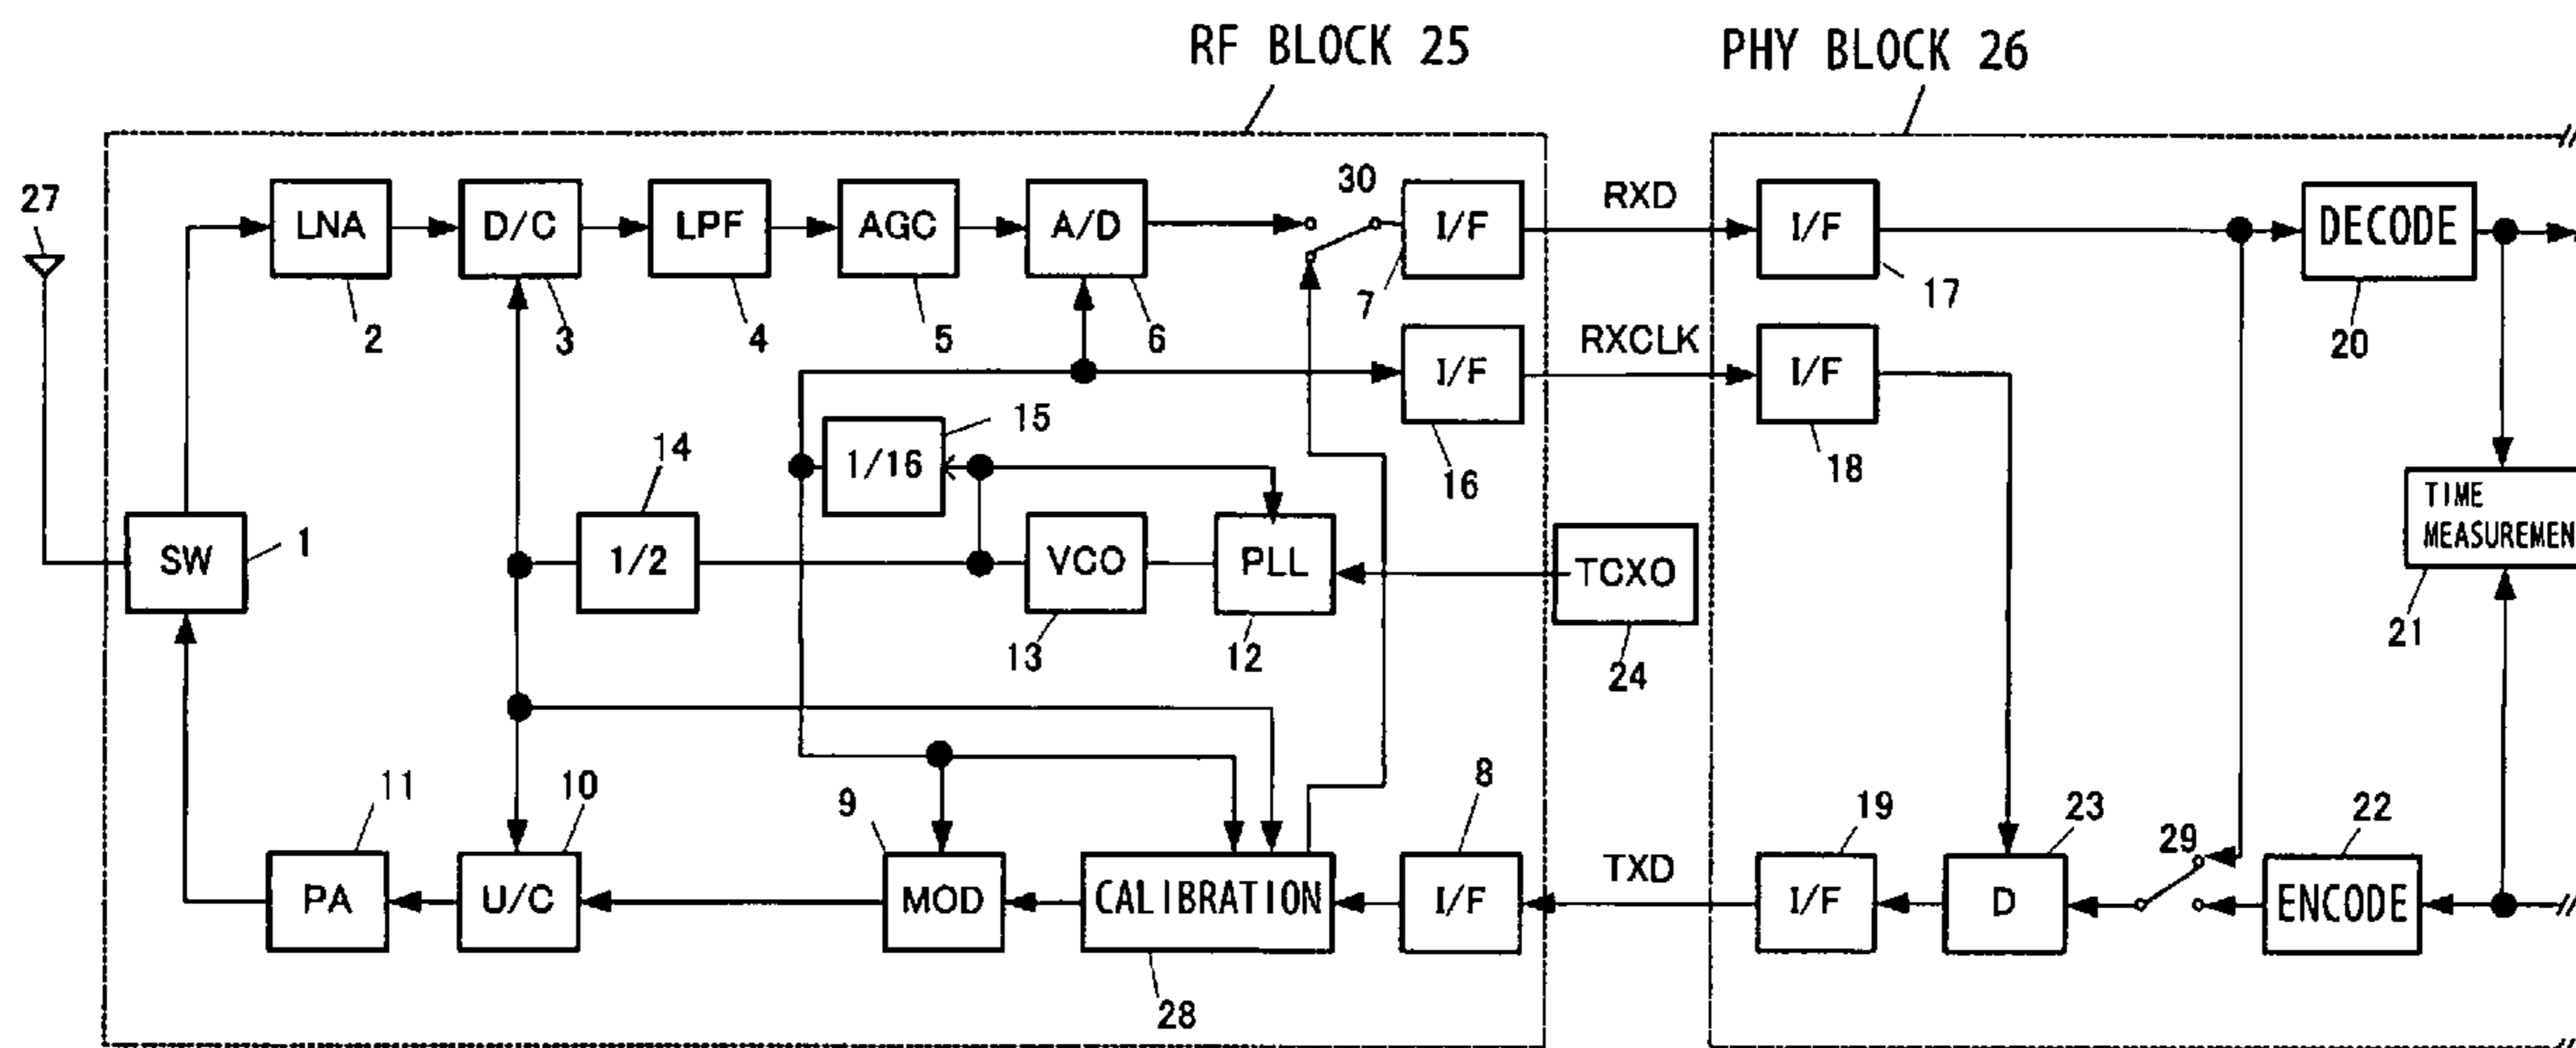 RF BLOCK 25
PHY BLOCK 26
27
LNA
D/C
LPF
AGC
A/D
30
I/F
RXD
I/F
DECODE
2
3
4
5
6
7
17
20
RXCLK
I/F
I/F
15
1/16
14
16
18
TIME
SW
1
1/2
VCO
PLL
TCXO
13
12
24
21
11
10
9
8
19
23
29
22
PA
U/C
MOD
CALIBRATION
I/F
TXD
I/F
D
ENCODE
28